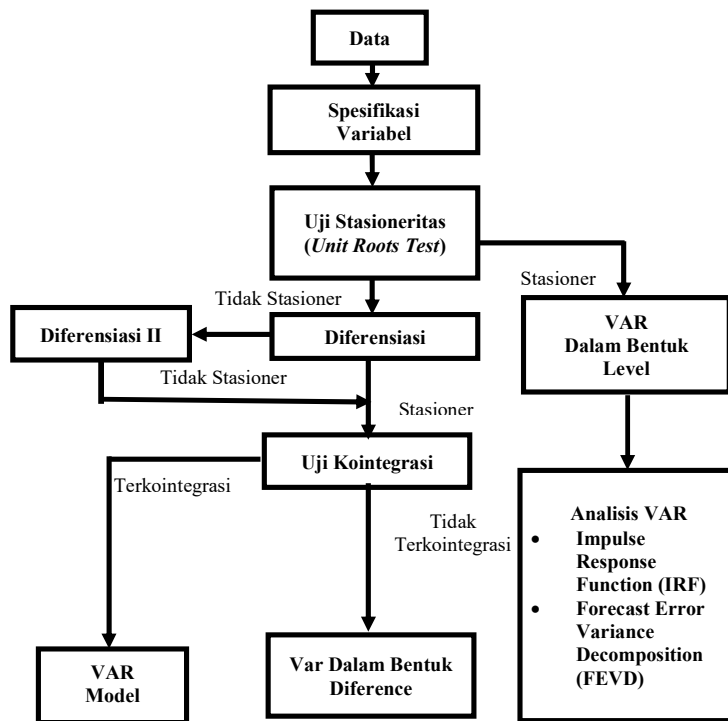 Data
Spesifikasi
Variabel
Uji Stasioneritas
(Unit Roots Test)
Stasioner
Tidak Stasioner
Diferensiasi II
Diferensiasi
VAR
Dalam Bentuk
Level
Tidak Stasioner
Stasioner
Uji Kointegrasi
Terkointegrasi
Tidak
Terkointegrasi
Analisis VAR
• Impulse
Response
Function (IRF)
• Forecast Error
Variance
Decomposition
(FEVD)
VAR
Model
Var Dalam Bentuk
Diference